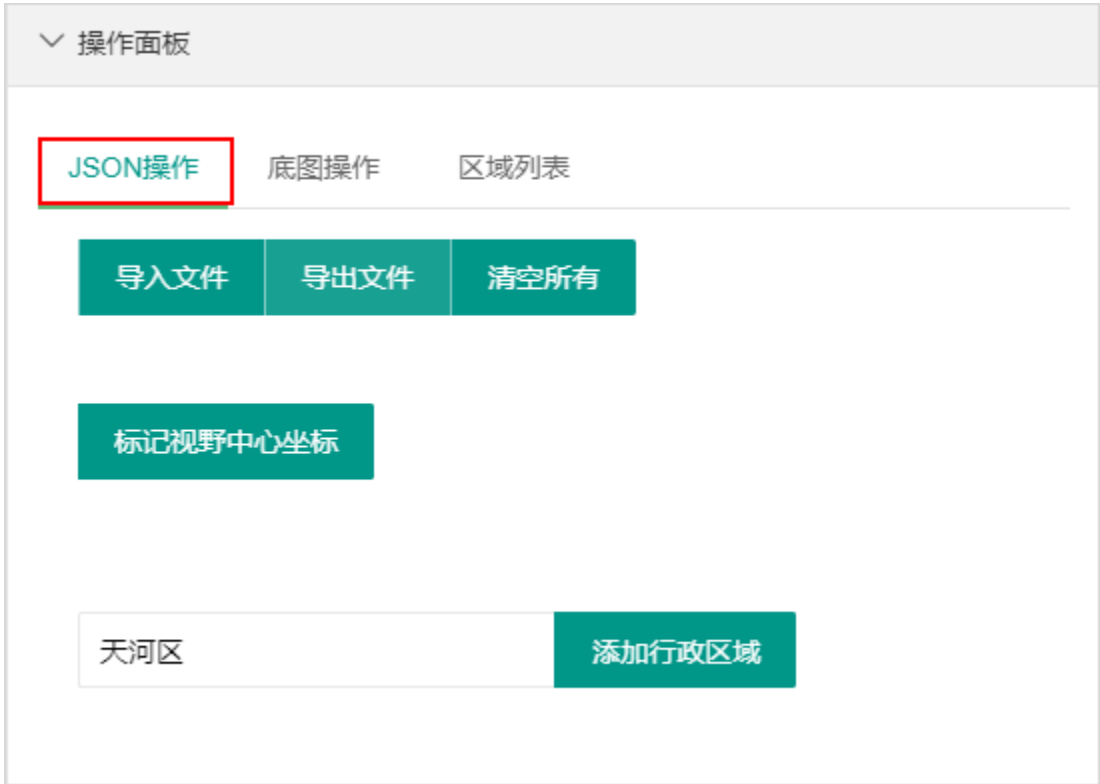 操作面板
JSON操作 底图操作 区域列表
导入文件 导出文件 清空所有
标记视野中心坐标
天河区 添加行政区域